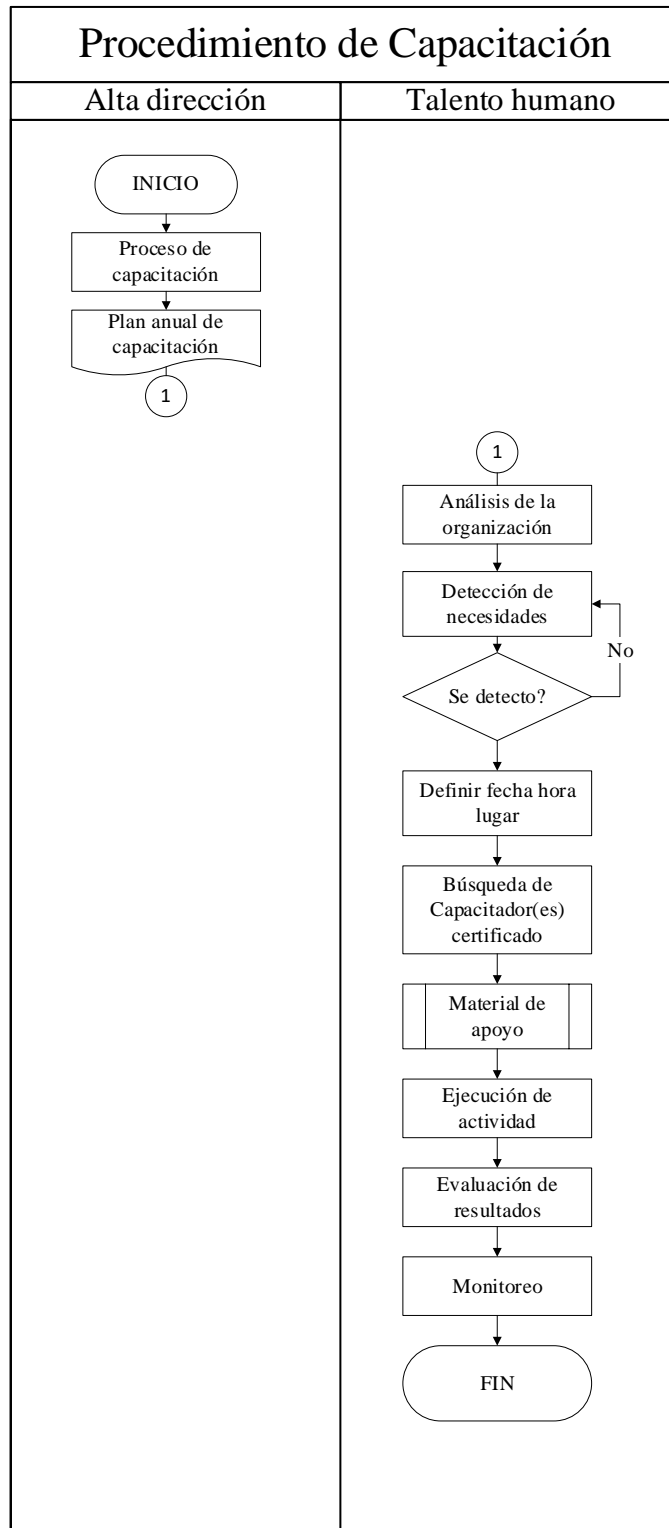 Procedimiento de Capacitación
Alta dirección
Talento humano
INICIO
Proceso de
capacitación
Plan anual de
capacitación
1
1
Análisis de la
organización
Detección de
necesidades
No
Se detecto?
Definir fecha hora
lugar
Búsqueda de
Capacitador(es)
certificado
Material de
apoyo
Ejecución de
actividad
Evaluación de
resultados
Monitoreo
FIN